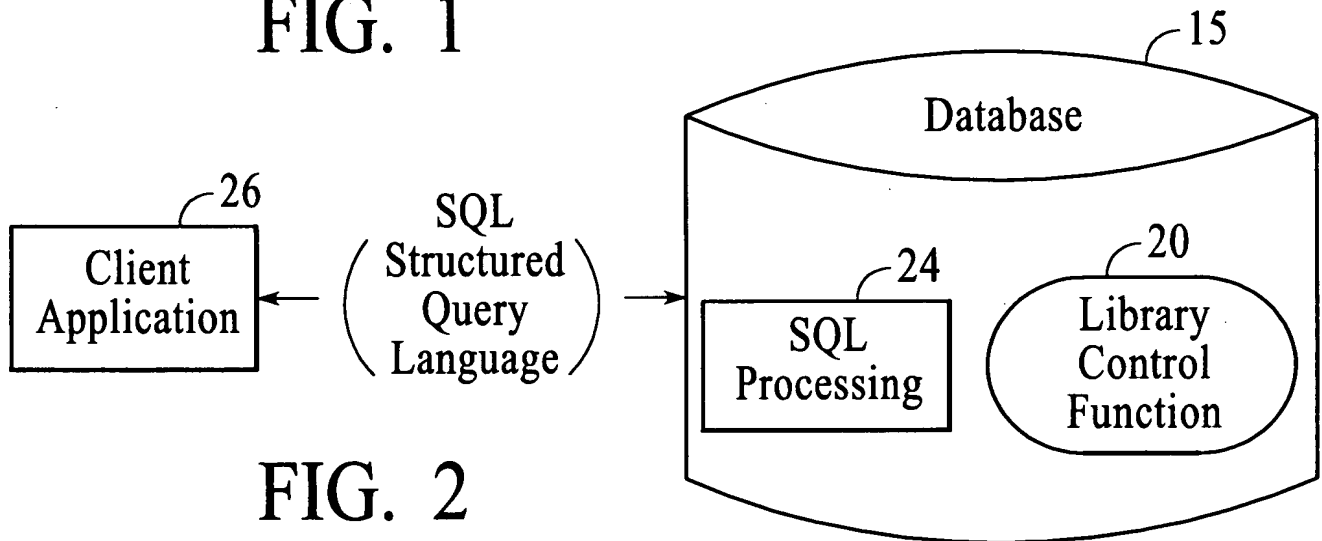 FIG. 1
15
Database
26
Client
Application
SQL
Structured
Query
Language
24
SQL
Processing
20
Library
Control
Function
FIG. 2